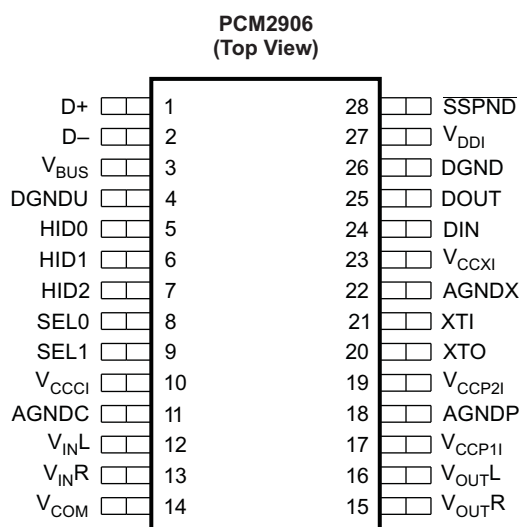 PCM2906
(Top View)
D+ 1 28 S̅S̅P̅N̅D̅
D– 2 27 VDDI
VBUS 3 26 DGND
DGNDU 4 25 DOUT
HID0 5 24 DIN
HID1 6 23 VCCXI
HID2 7 22 AGNDX
SEL0 8 21 XTI
SEL1 9 20 XTO
VCCCI 10 19 VCCP2I
AGNDC 11 18 AGNDP
VINL 12 17 VCCP1I
VINR 13 16 VOUTL
VCOM 14 15 VOUTR